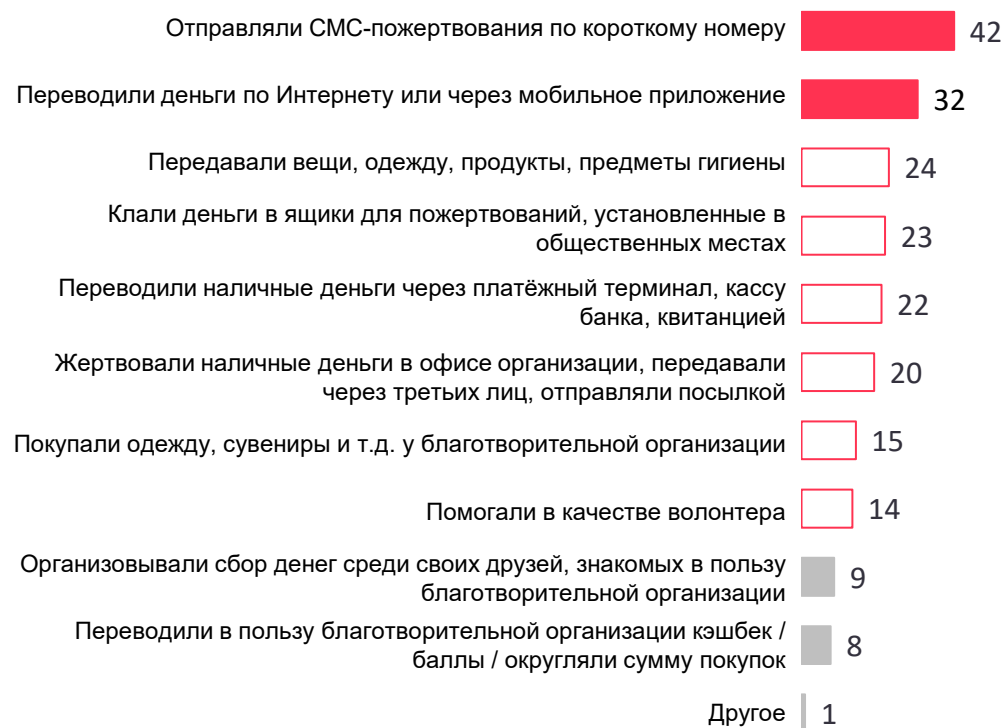 Отправляли СМС-пожертвования по короткому номеру 42
Переводили деньги по Интернету или через мобильное приложение 32
Передавали вещи, одежду, продукты, предметы гигиены 24
Клали деньги в ящики для пожертвований, установленные в
общественных местах 23
Переводили наличные деньги через платёжный терминал, кассу
банка, квитанцией 22
Жертвовали наличные деньги в офисе организации, передавали
через третьих лиц, отправляли посылкой 20
Покупали одежду, сувениры и т.д. у благотворительной организации 15
Помогали в качестве волонтера 14
Организовывали сбор денег среди своих друзей, знакомых в пользу
благотворительной организации 9
Переводили в пользу благотворительной организации кэшбек /
баллы / округляли сумму покупок 8
Другое 1